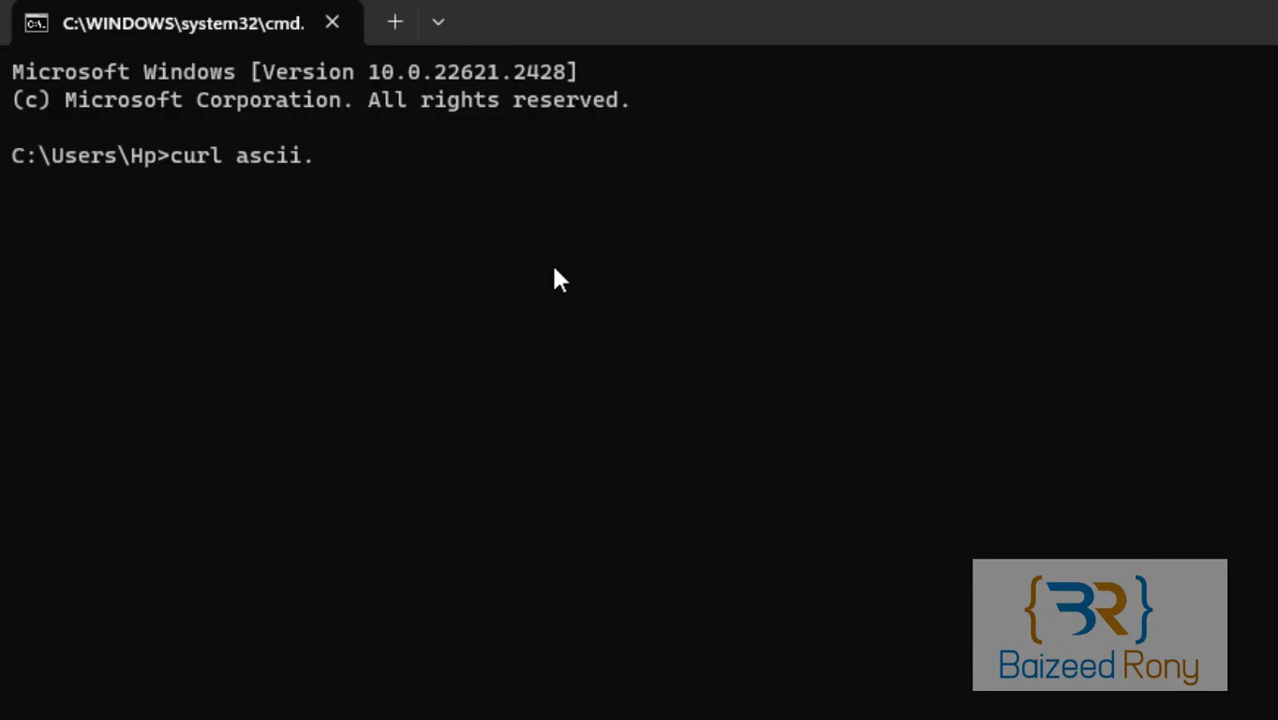 C:\WINDOWS\system32\cmd.
Microsoft Windows [Version 10.0.22621.2428]
(c) Microsoft Corporation. All rights reserved.
C:\Users\Hp>curl ascii.
{BR}
Baizeed Rony